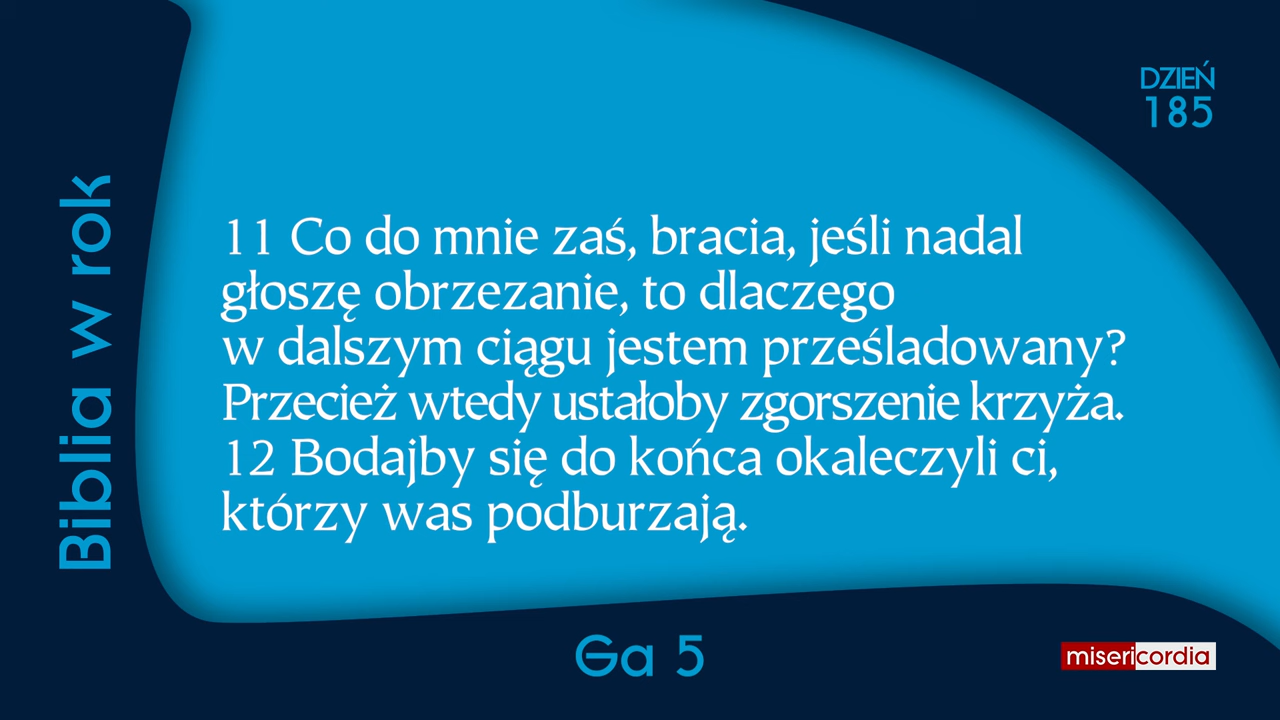 DZIEŃ
185
Biblia w rok
11 Co do mnie zaś, bracia, jeśli nadal
głoszę obrzezanie, to dlaczego
w dalszym ciągu jestem prześladowany?
Przecież wtedy ustałoby zgorszenie krzyża.
12 Bodajby się do końca okaleczyli ci,
którzy was podburzają.
Ga 5
misericordia